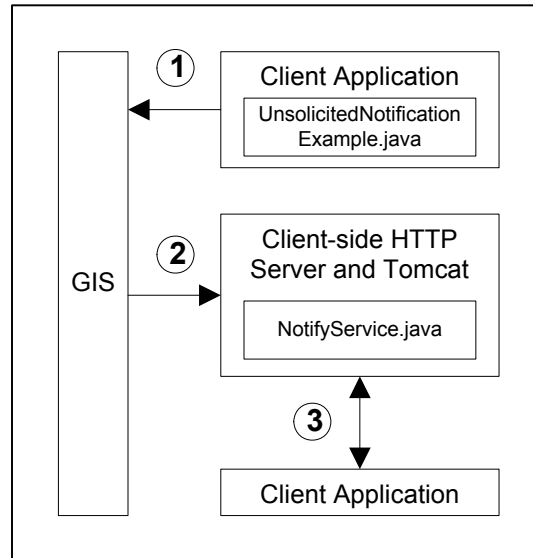 1
Client Application
UnsolicitedNotification
Example.java
GIS
2
Client-side HTTP
Server and Tomcat
NotifyService.java
3
Client Application